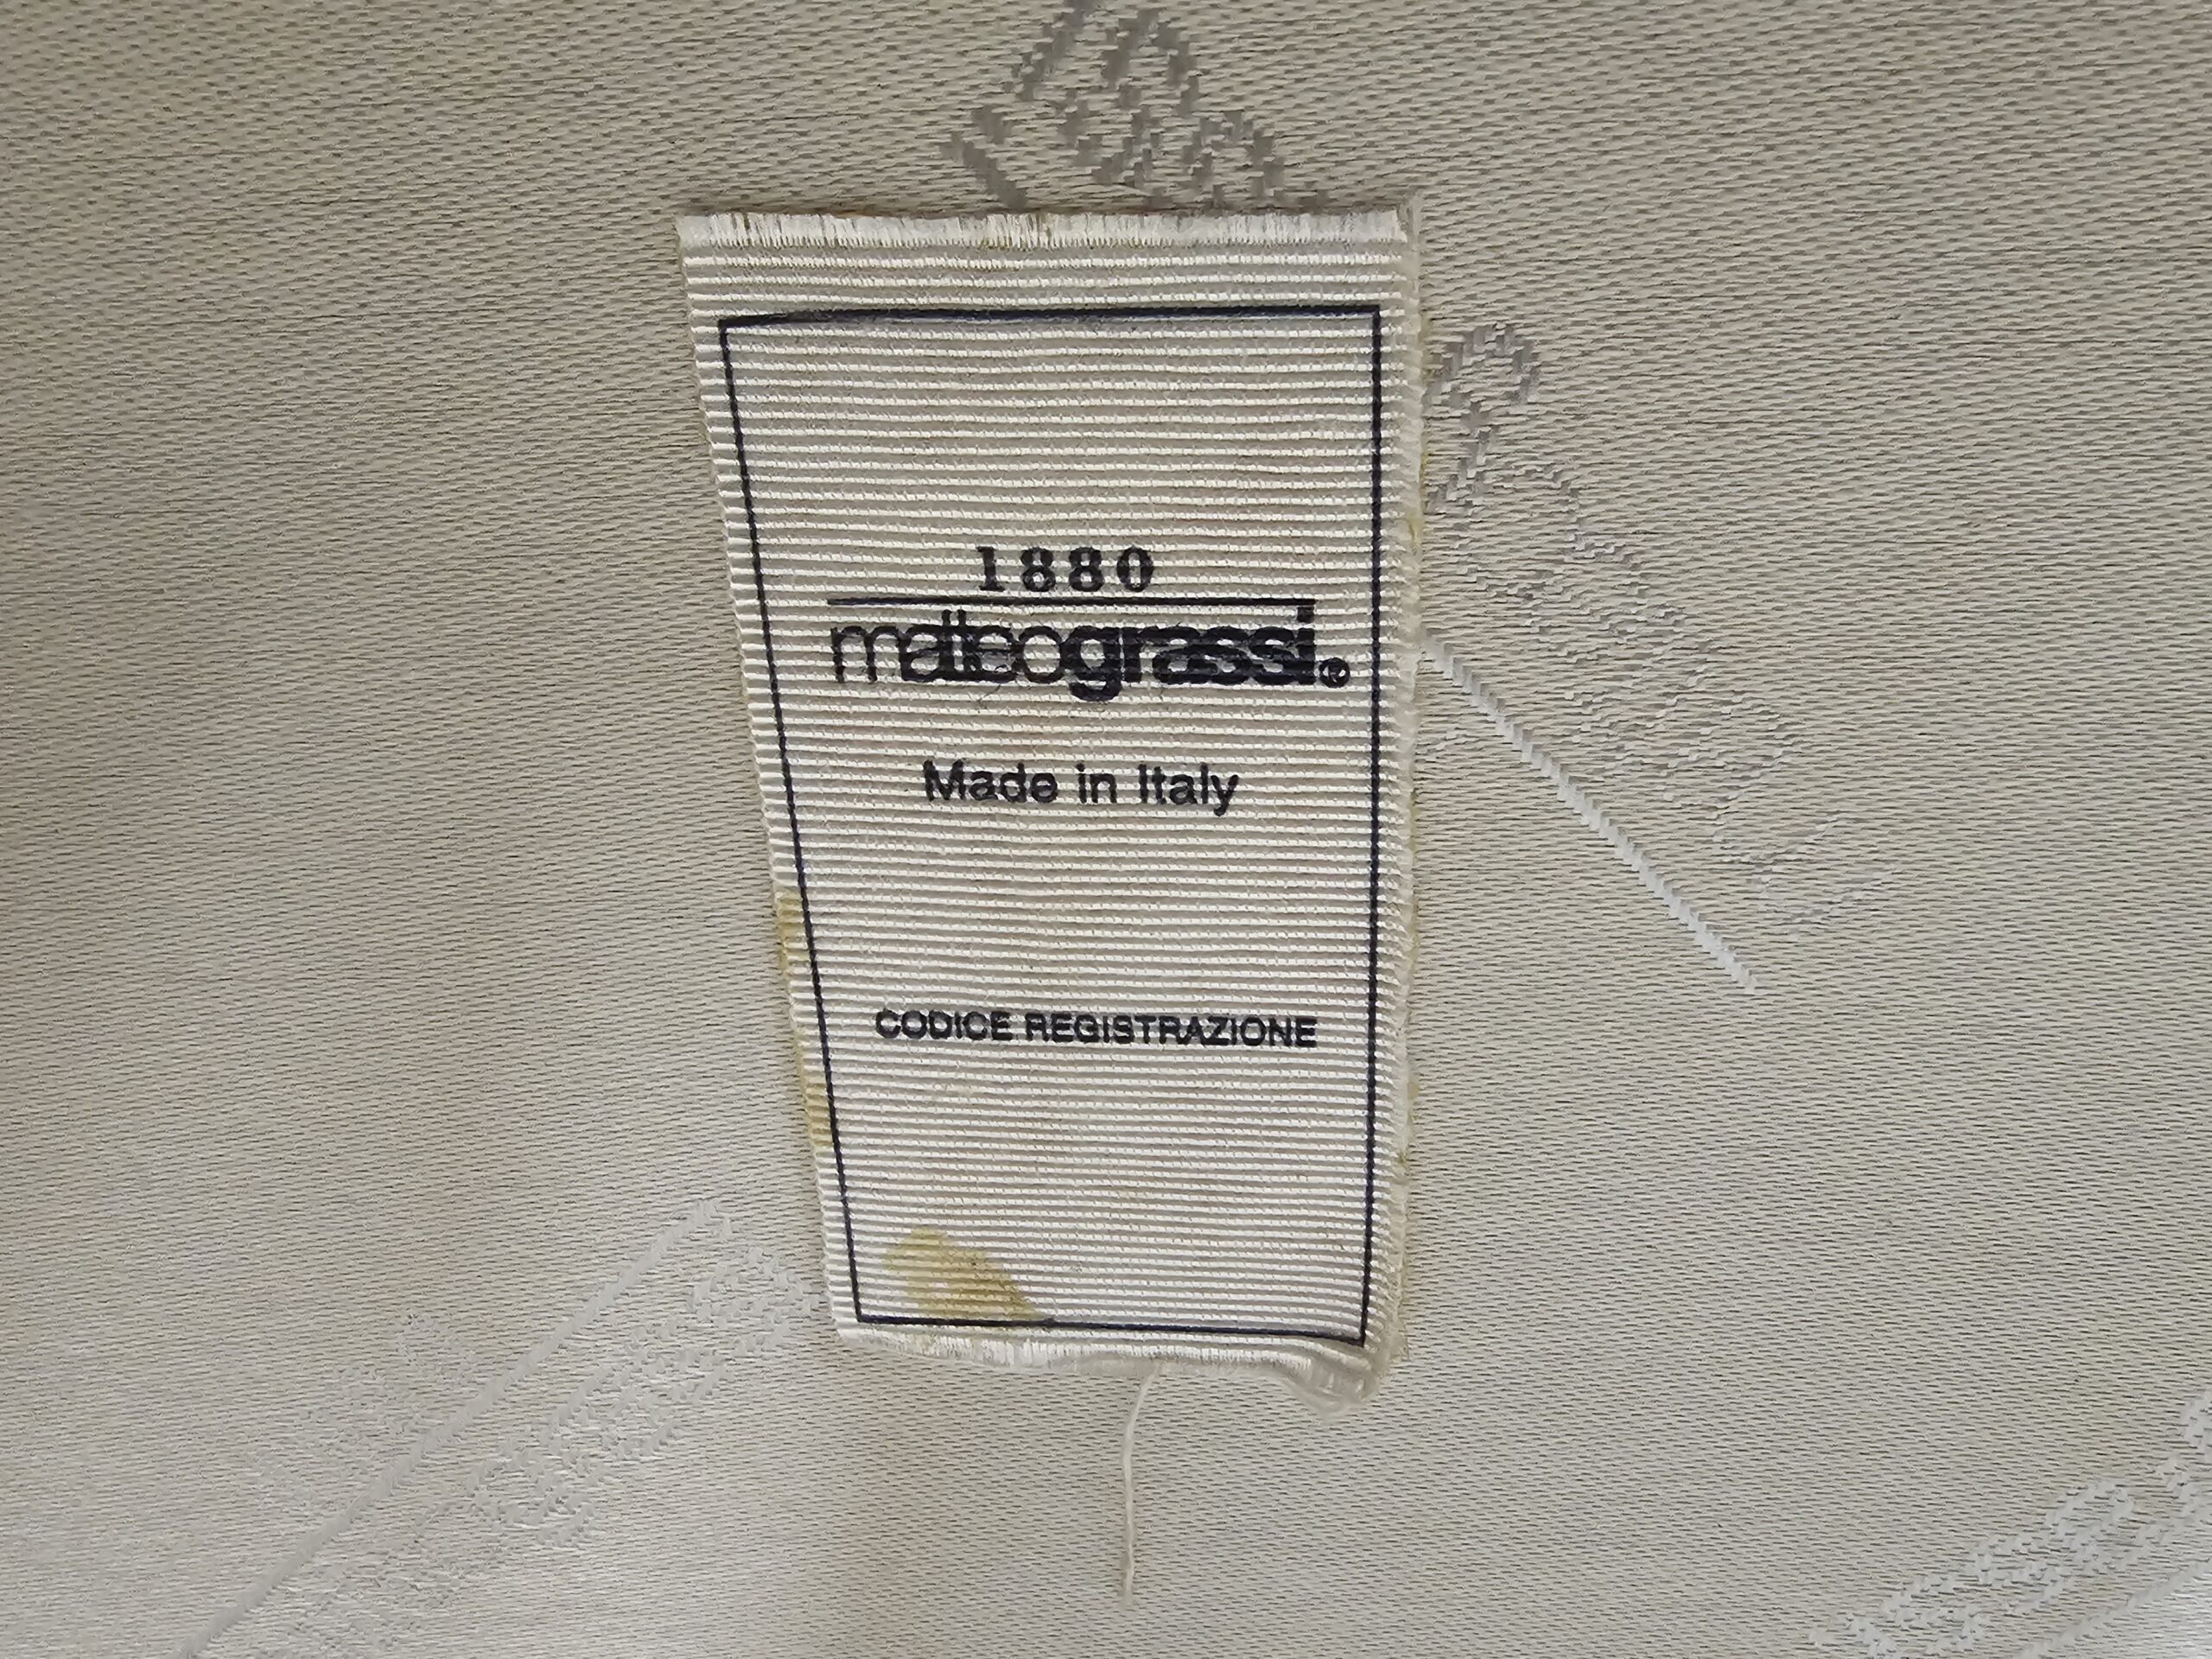 1880
matteograssi®
Made in Italy
CODICE REGISTRAZIONE